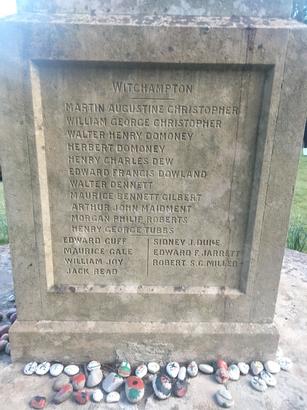 WITCHAMPTON
MARTIN AUGUSTINE CHRISTOPHER
WILLIAM GEORGE CHRISTOPHER
WALTER HENRY DOMONEY
HERBERT DOMONEY
HENRY CHARLES DEW
EDWARD FRANCIS DOWLAND
WALTER DENNETT
MAURICE BENNETT GILBERT
ARTHUR JOHN MAIDMENT
MORGAN PHILIP ROBERTS
HENRY GEORGE TUBBS
EDWARD CUFF
MAURICE GALE
WILLIAM JOY
JACK READ
SIDNEY J. DUKE
EDWARD F. JARRETT
ROBERT S.G. MILLER